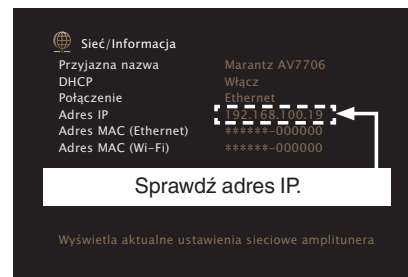 Sieć/Informacja
Przyjazna nazwa Marantz AV7706
DHCP Włącz
Połączenie Ethernet
Adres IP 192.168.100.19
Adres MAC (Ethernet) ******-000000
Adres MAC (Wi-Fi) ******-000000
Sprawdź adres IP.
Wyświetla aktualne ustawienia sieciowe amplitunera